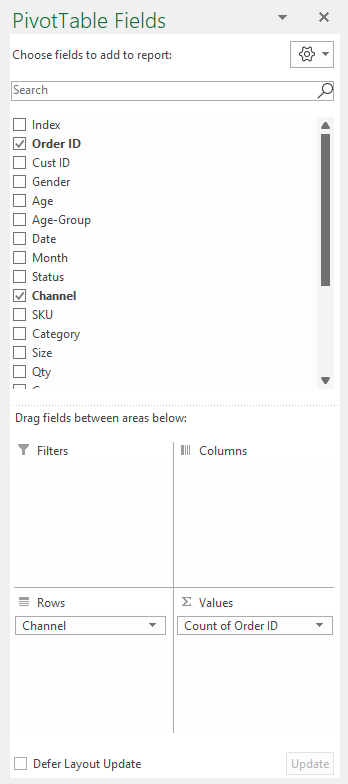 PivotTable Fields
Choose fields to add to report:
Search
Index
Order ID
Cust ID
Gender
Age
Age-Group
Date
Month
Status
Channel
SKU
Category
Size
Qty
Drag fields between areas below:
Filters
Columns
Rows
Σ Values
Channel
Count of Order ID
Defer Layout Update
Update